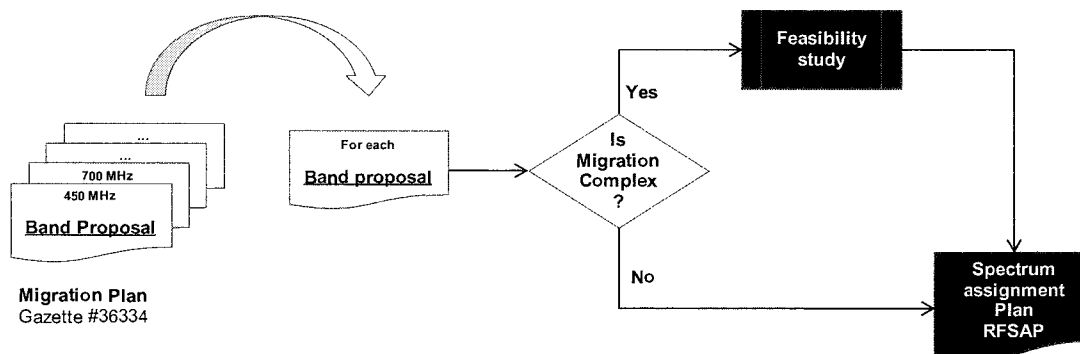 ...
...
700 MHz
450 MHz
Band Proposal
Migration Plan
Gazette #36334
For each
Band proposal
Is
Migration
Complex
?
Yes
No
Feasibility
study
Spectrum
assignment
Plan
RFSAP